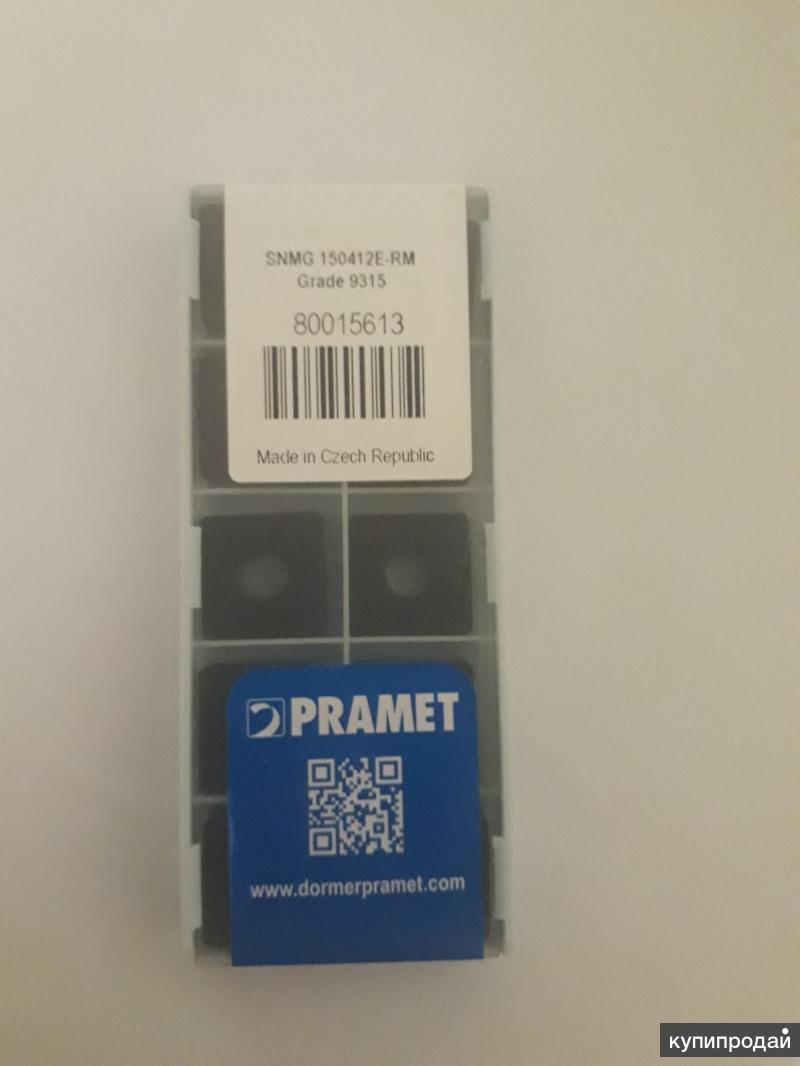 SNMG 150412E-RM
Grade 9315
80015613
Made in Czech Republic
PRAMET
www.dormerpramet.com
купипродай